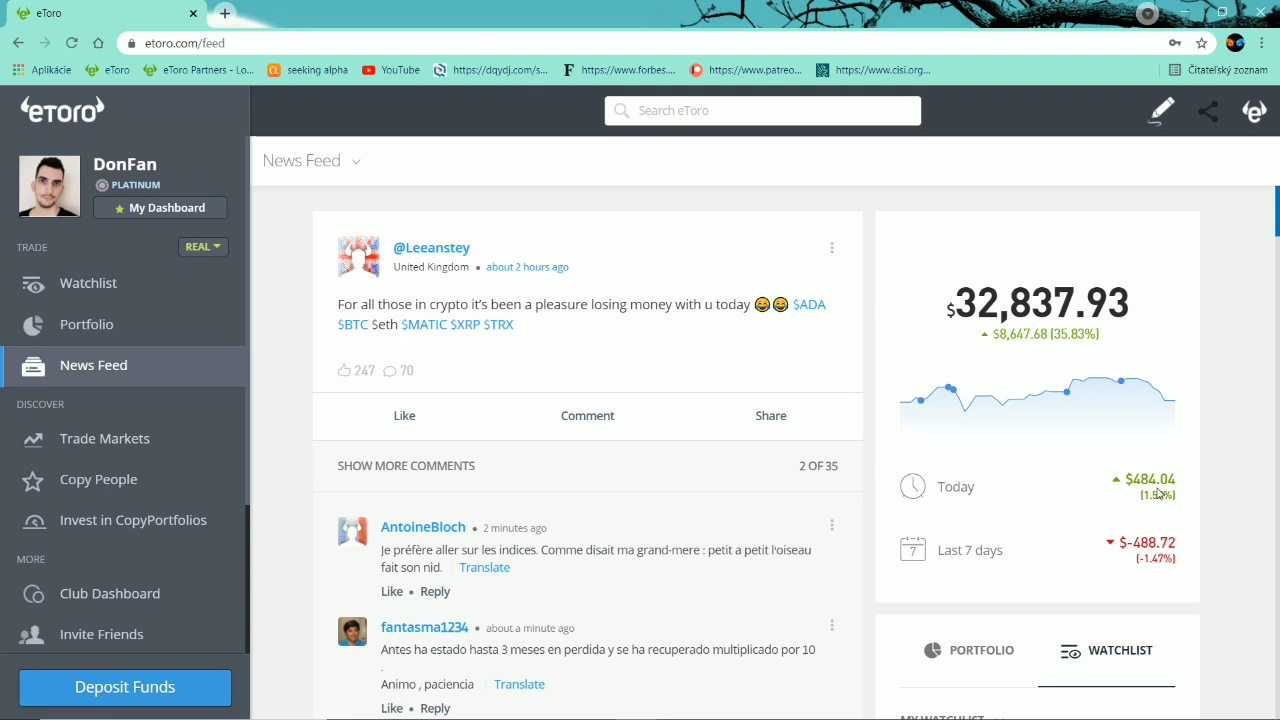 eToro
etoro.com/feed
Aplikácie
eToro
eToro Partners - Lo...
seeking alpha
YouTube
https://dqydj.com/s...
https://www.forbes....
https://www.patreo...
https://www.cisi.org...
Čitateľský zoznam
eToro
Search eToro
DonFan
PLATINUM
My Dashboard
TRADE
REAL
Watchlist
Portfolio
News Feed
DISCOVER
Trade Markets
Copy People
Invest in CopyPortfolios
MORE
Club Dashboard
Invite Friends
Deposit Funds
News Feed
@Leeanstey
United Kingdom • about 2 hours ago
For all those in crypto it's been a pleasure losing money with u today 😂😂 $ADA
$BTC $eth $MATIC $XRP $TRX
247 70
Like Comment Share
SHOW MORE COMMENTS 2 OF 35
AntoineBloch • 2 minutes ago
Je préfère aller sur les indices. Comme disait ma grand-mere : petit a petit l'oiseau
fait son nid. Translate
Like • Reply
fantasma1234 • about a minute ago
Antes ha estado hasta 3 meses en perdida y se ha recuperado multiplicado por 10
.
Animo , paciencia Translate
Like • Reply
$32,837.93
$8,647.68 (35.83%)
Today
$484.04
7
Last 7 days
$-488.72
(-1.47%)
PORTFOLIO
WATCHLIST
MY WATCHLIST